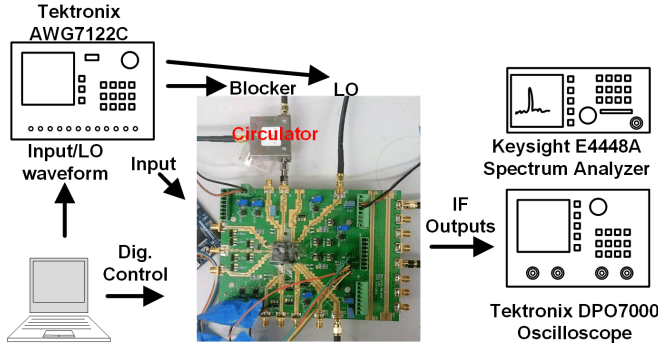 Tektronix
AWG7122C
Blocker
LO
Circulator
Input/LO
waveform
Input
Dig.
Control
IF
Outputs
Keysight E4448A
Spectrum Analyzer
Tektronix DPO7000
Oscilloscope